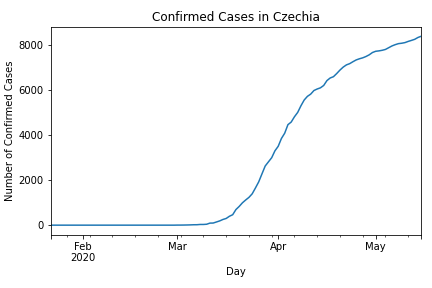 Confirmed Cases in Czechia
Number of Confirmed Cases
8000
6000
4000
2000
0
Feb
2020
Mar
Apr
May
Day